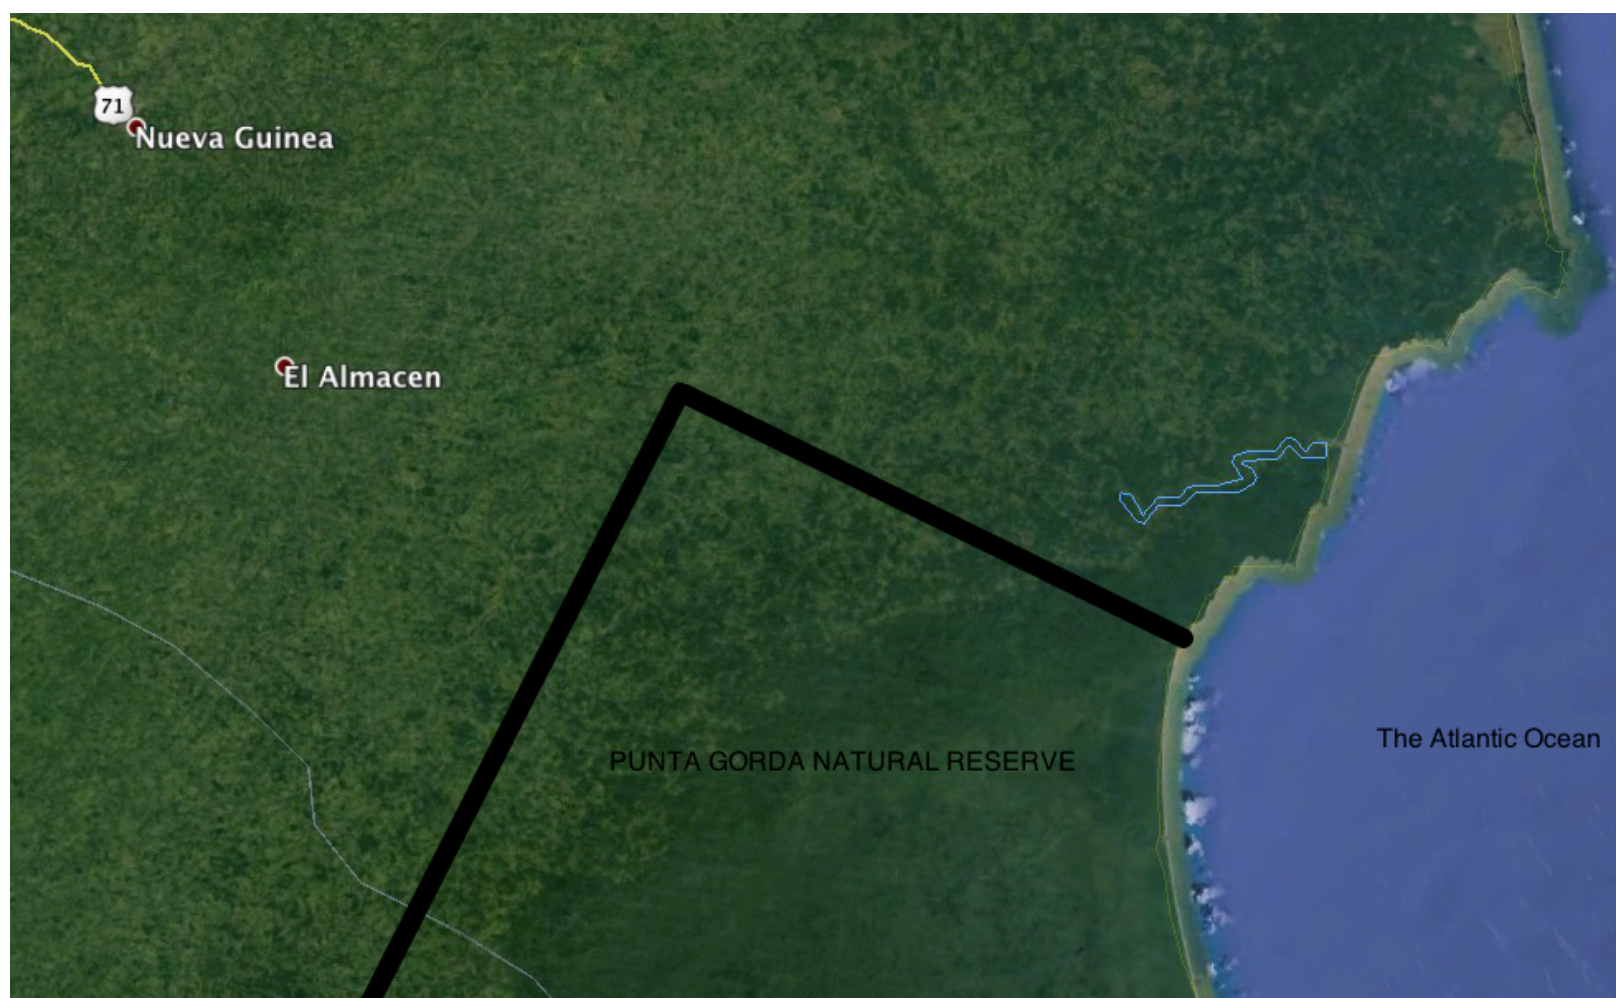 71
Nueva Guinea
El Almacen
The Atlantic Ocean
PUNTA GORDA NATURAL RESERVE